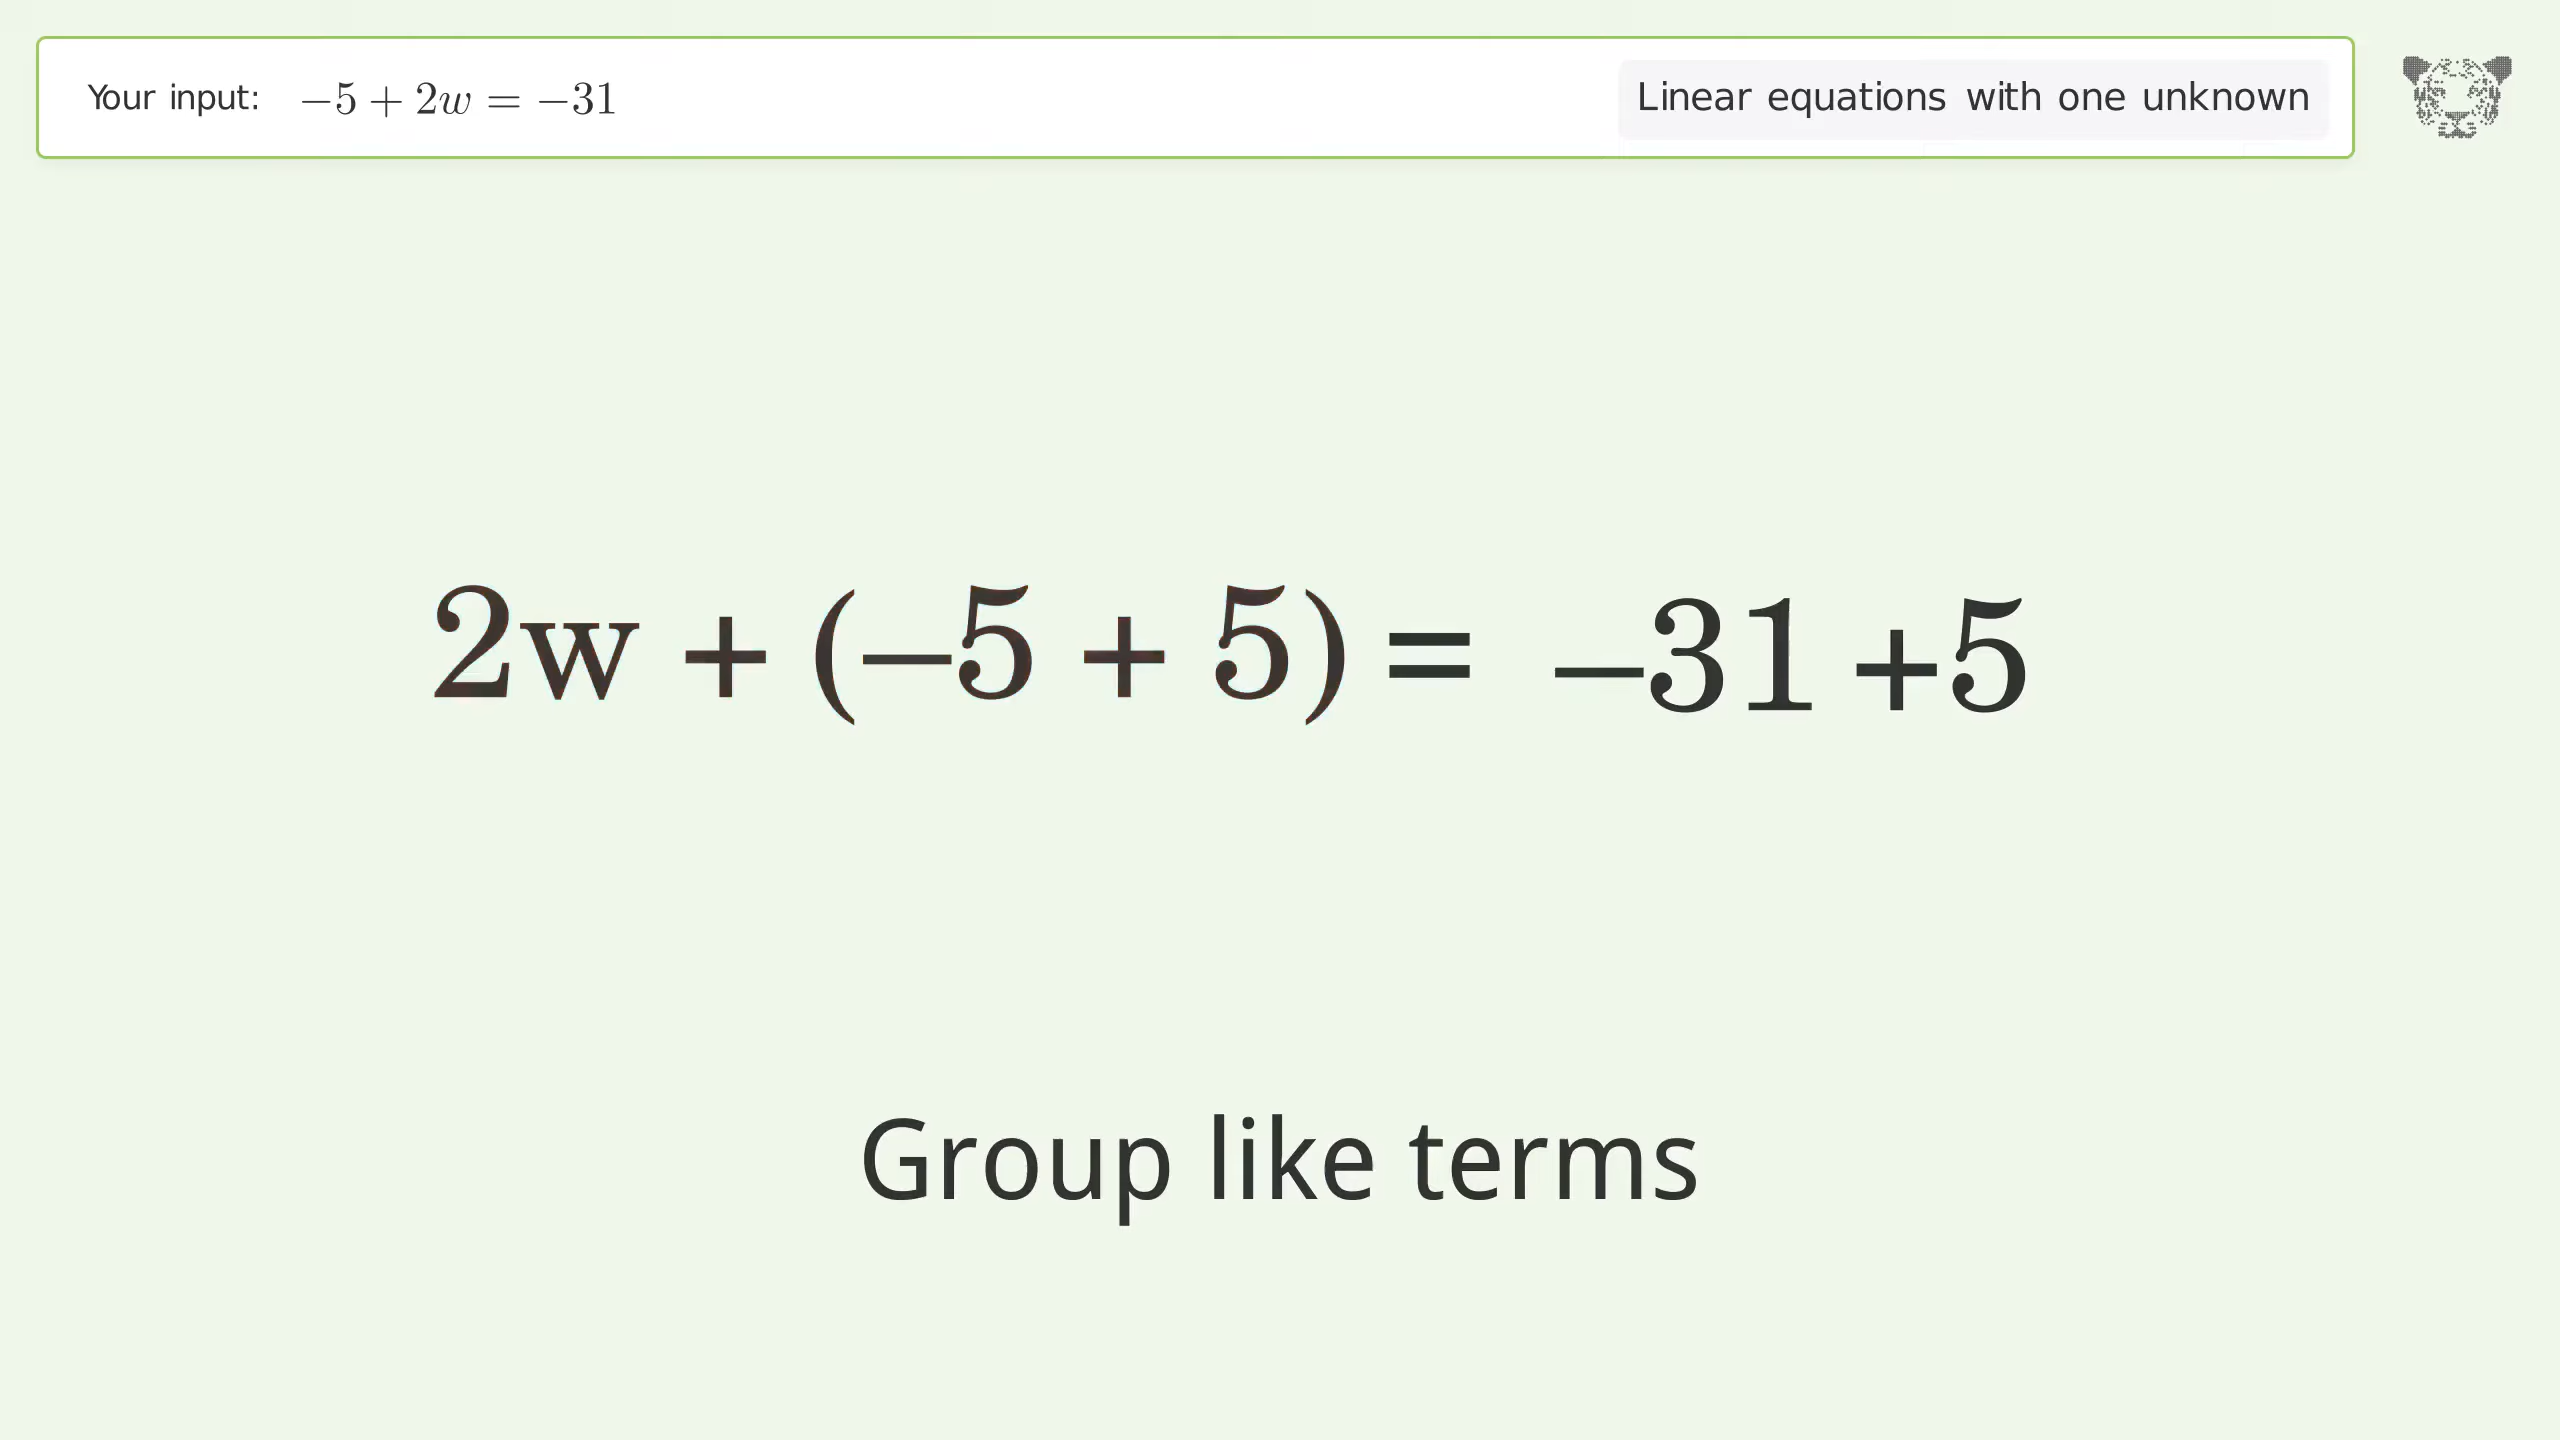 Your input: −5 + 2w = −31
Linear equations with one unknown
2w + (−5 + 5) = −31 +5
Group like terms